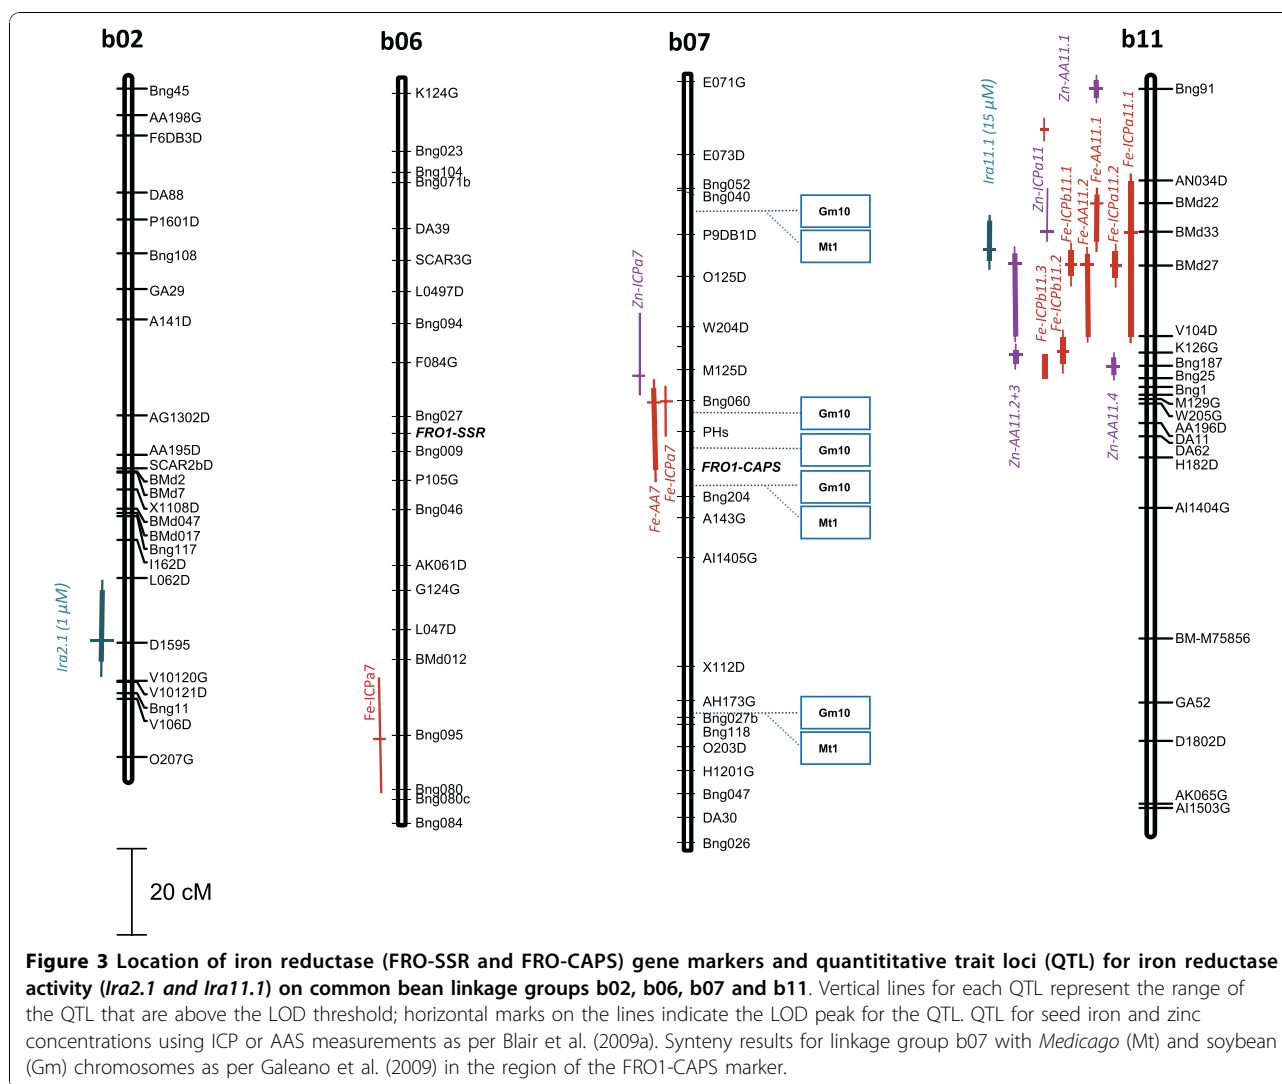 b02
b06
b07
b11
Bng45
AA198G
F6DB3D
DA88
P1601D
Bng108
GA29
A141D
AG1302D
AA195D
SCAR2bD
BMd2
BMd7
X1108D
BMd047
BMd017
Bng117
I162D
L062D
D1595
V10120G
V10121D
Bng11
V106D
O207G
Ira2.1 (1 µM)
20 cM
K124G
Bng023
Bng104
Bng071b
DA39
SCAR3G
L0497D
Bng094
F084G
Bng027
FRO1-SSR
Bng009
P105G
Bng046
AK061D
G124G
L047D
BMd012
Bng095
Bng080
Bng080c
Bng084
Fe-ICPa7
E071G
E073D
Bng052
Bng040
P9DB1D
O125D
W204D
M125D
Bng060
PHs
FRO1-CAPS
Bng204
A143G
AI1405G
X112D
AH173G
Bng027b
Bng118
O203D
H1201G
Bng047
DA30
Bng026
Zn-ICPa7
Fe-AA7
Fe-ICPa7
Gm10
Mt1
Gm10
Gm10
Gm10
Mt1
Gm10
Mt1
Ira11.1 (15 µM)
Zn-AA11.1
Zn-ICPa11
Fe-ICPb11.1
Fe-AA11.2
Fe-AA11.1
Fe-ICPa11.2
Fe-ICPa11.1
Fe-ICPb11.3
Fe-ICPb11.2
Zn-AA11.2+3
Zn-AA11.4
Bng91
AN034D
BMd22
BMd33
BMd27
V104D
K126G
Bng187
Bng25
Bng1
M129G
W205G
AA196D
DA11
DA62
H182D
AI1404G
BM-M75856
GA52
D1802D
AK065G
AI1503G
Figure 3 Location of iron reductase (FRO-SSR and FRO-CAPS) gene markers and quantititative trait loci (QTL) for iron reductase
activity (Ira2.1 and Ira11.1) on common bean linkage groups b02, b06, b07 and b11. Vertical lines for each QTL represent the range of
the QTL that are above the LOD threshold; horizontal marks on the lines indicate the LOD peak for the QTL. QTL for seed iron and zinc
concentrations using ICP or AAS measurements as per Blair et al. (2009a). Synteny results for linkage group b07 with Medicago (Mt) and soybean
(Gm) chromosomes as per Galeano et al. (2009) in the region of the FRO1-CAPS marker.